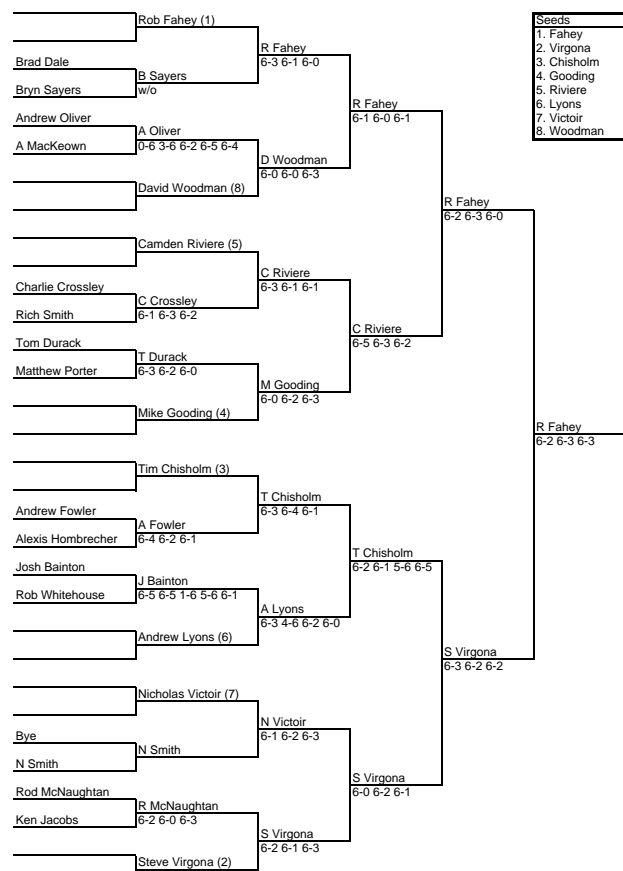 Rob Fahey (1)
Seeds
1. Fahey
2. Virgona
3. Chisholm
4. Gooding
5. Riviere
6. Lyons
7. Victoir
8. Woodman
R Fahey
6-3 6-1 6-0
Brad Dale
B Sayers
w/o
Bryn Sayers
R Fahey
6-1 6-0 6-1
Andrew Oliver
A Oliver
0-6 3-6 6-2 6-5 6-4
A MacKeown
D Woodman
6-0 6-0 6-3
David Woodman (8)
R Fahey
6-2 6-3 6-0
Camden Riviere (5)
C Riviere
6-3 6-1 6-1
Charlie Crossley
C Crossley
6-1 6-3 6-2
Rich Smith
C Riviere
6-5 6-3 6-2
Tom Durack
T Durack
6-3 6-2 6-0
Matthew Porter
M Gooding
6-0 6-2 6-3
Mike Gooding (4)
R Fahey
6-2 6-3 6-3
Tim Chisholm (3)
T Chisholm
6-3 6-4 6-1
Andrew Fowler
A Fowler
6-4 6-2 6-1
Alexis Hombrecher
T Chisholm
6-2 6-1 5-6 6-5
Josh Bainton
J Bainton
6-5 6-5 1-6 5-6 6-1
Rob Whitehouse
A Lyons
6-3 4-6 6-2 6-0
Andrew Lyons (6)
S Virgona
6-3 6-2 6-2
Nicholas Victoir (7)
N Victoir
6-1 6-2 6-3
Bye
N Smith
N Smith
S Virgona
6-0 6-2 6-1
Rod McNaughtan
R McNaughtan
6-2 6-0 6-3
Ken Jacobs
S Virgona
6-2 6-1 6-3
Steve Virgona (2)